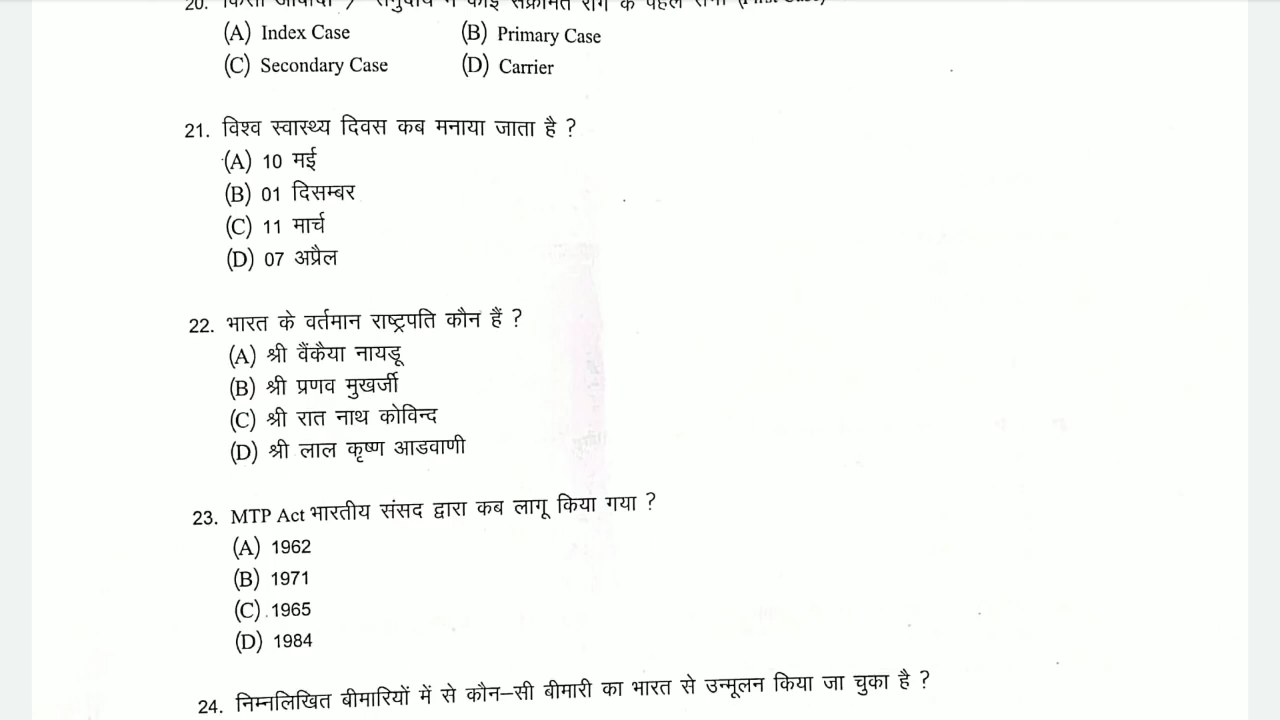 (A) Index Case (B) Primary Case
(C) Secondary Case (D) Carrier
21. विश्व स्वास्थ्य दिवस कब मनाया जाता है ?
(A) 10 मई
(B) 01 दिसम्बर
(C) 11 मार्च
(D) 07 अप्रैल
22. भारत के वर्तमान राष्ट्रपति कौन हैं ?
(A) श्री वैंकैया नायडू
(B) श्री प्रणव मुखर्जी
(C) श्री रात नाथ कोविन्द
(D) श्री लाल कृष्ण आडवाणी
23. MTP Act भारतीय संसद द्वारा कब लागू किया गया ?
(A) 1962
(B) 1971
(C) 1965
(D) 1984
24. निम्नलिखित बीमारियों में से कौन–सी बीमारी का भारत से उन्मूलन किया जा चुका है ?